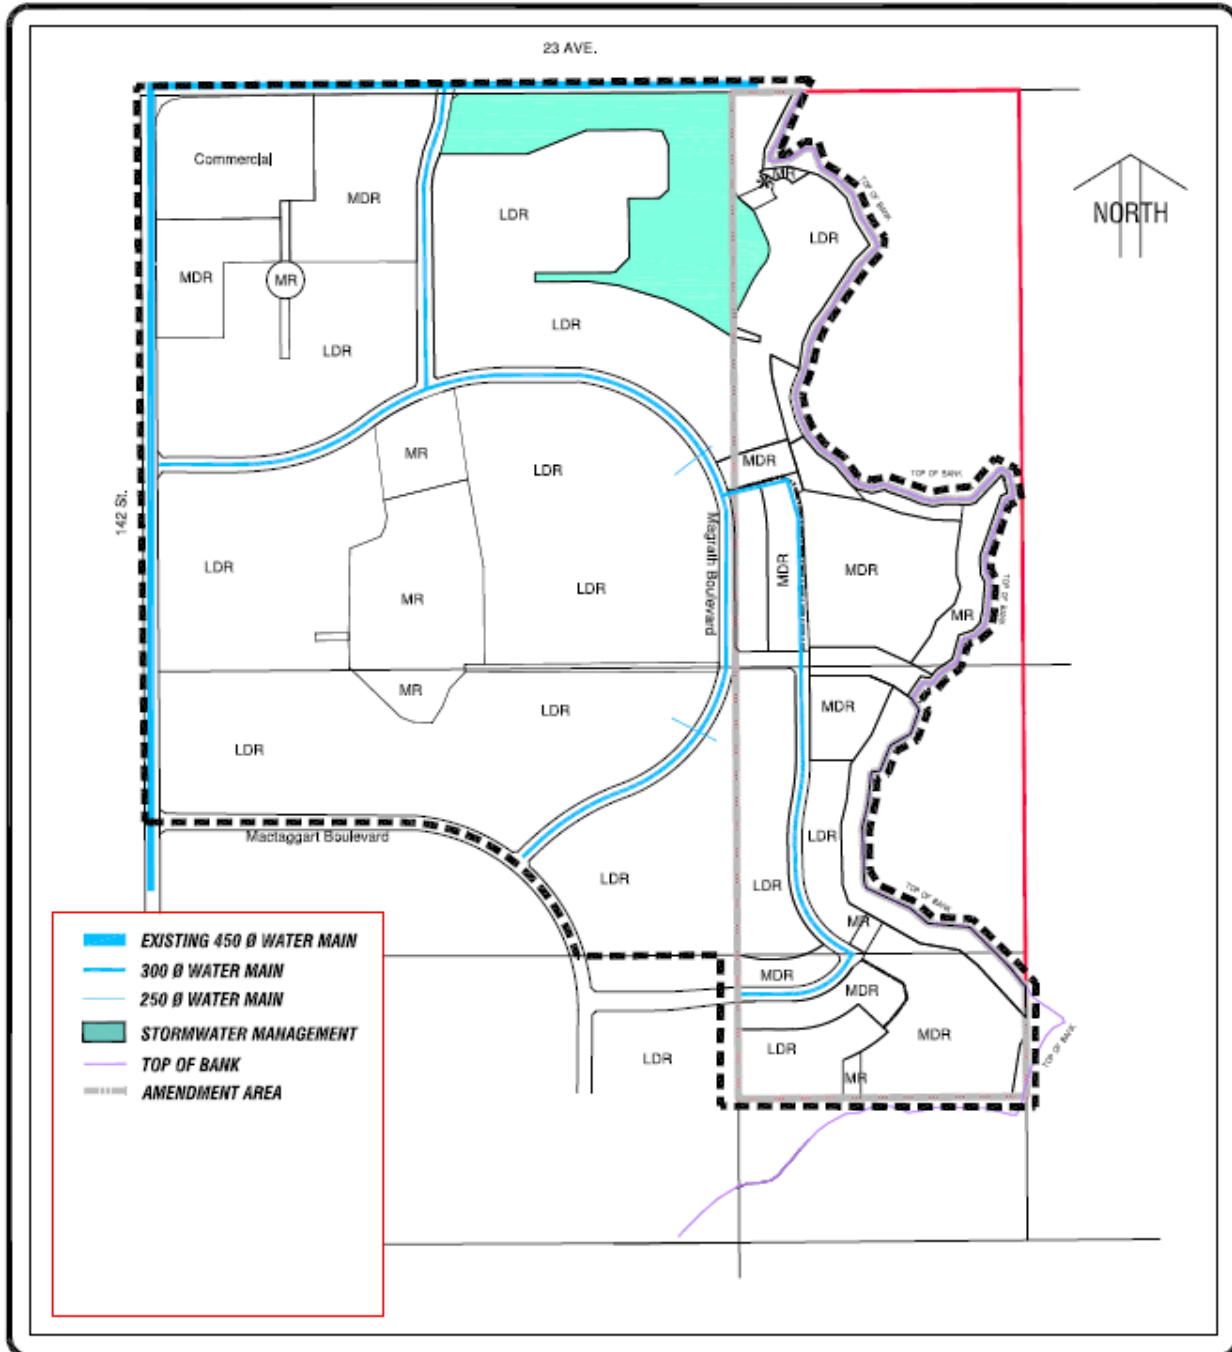 23 AVE.
Commercial
MDR
LDR
MR
TOP OF BANK
NORTH
LDR
MDR
MR
LDR
LDR
MR
LDR
MDR
TOP OF BANK
142 St.
Magrath Boulevard
LDR
MR
LDR
MDR
MDR
MR
TOP OF BANK
MR
LDR
LDR
MDR
Mactaggart Boulevard
LDR
LDR
LDR
TOP OF BANK
MR
MDR
MDR
LDR
LDR
MDR
MR
TOP OF BANK
EXISTING 450 Ø WATER MAIN
300 Ø WATER MAIN
250 Ø WATER MAIN
STORMWATER MANAGEMENT
TOP OF BANK
AMENDMENT AREA